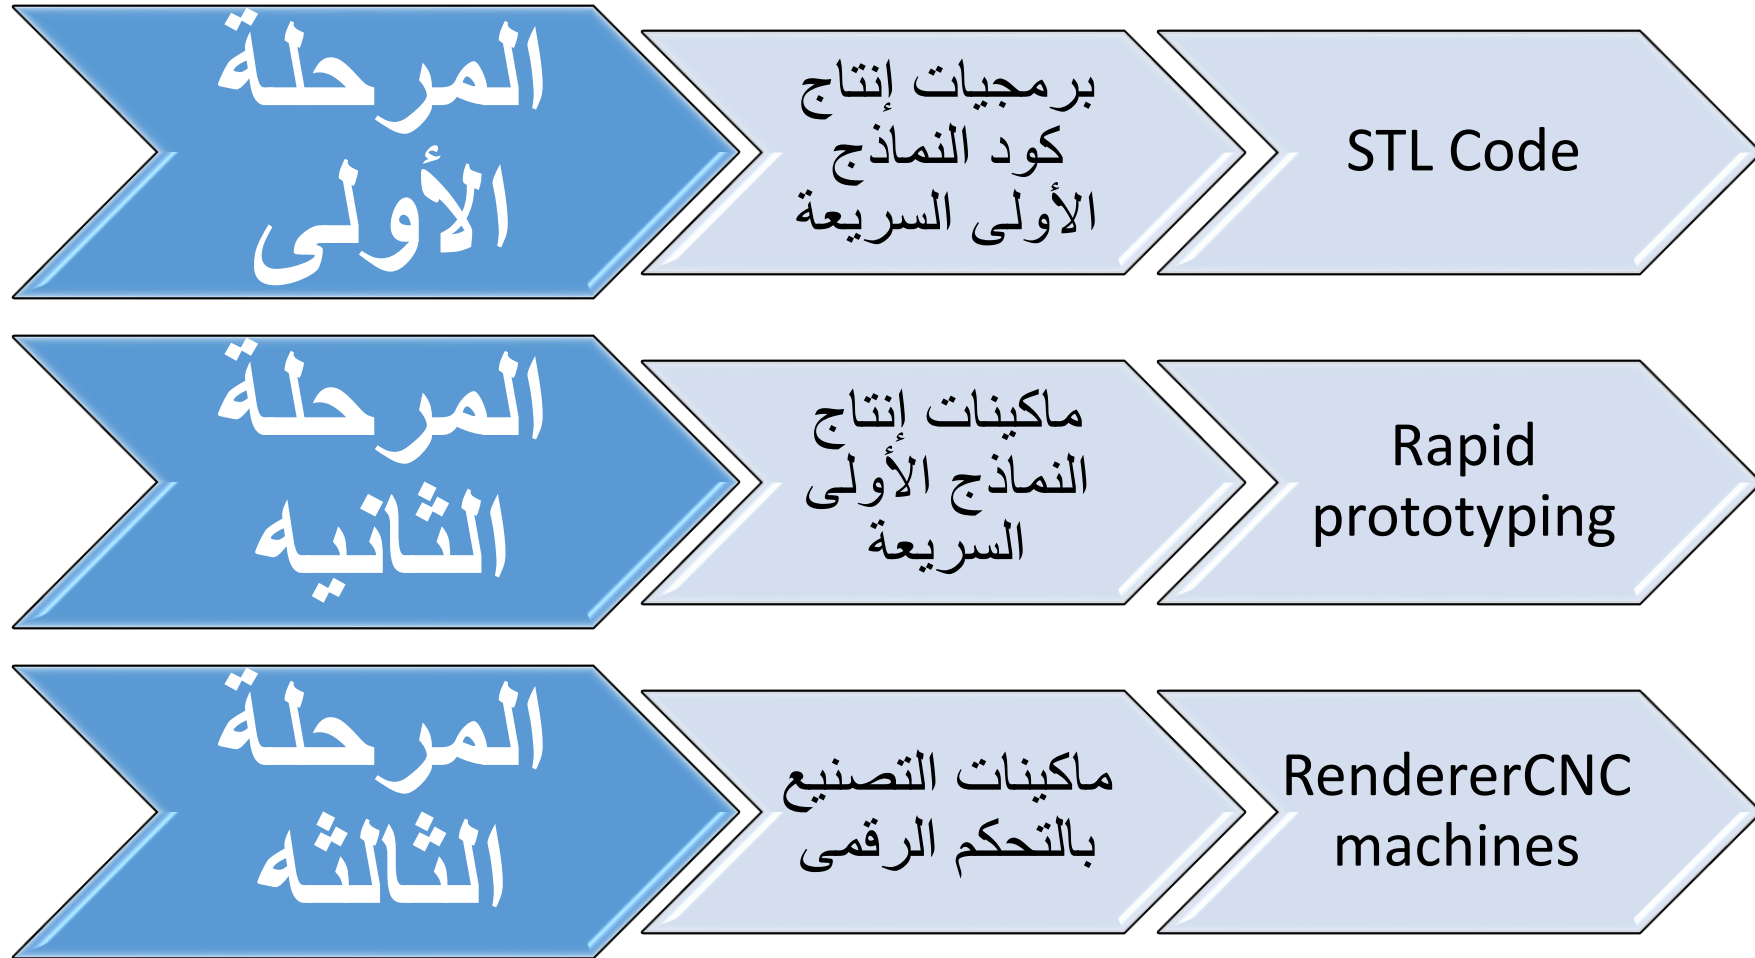 المرحلة
الأولى
برمجيات إنتاج
كود النماذج
الأولى السريعة
STL Code
المرحلة
الثانيه
ماكينات إنتاج
النماذج الأولى
السريعة
Rapid
prototyping
المرحلة
الثالثه
ماكينات التصنيع
بالتحكم الرقمى
RendererCNC
machines